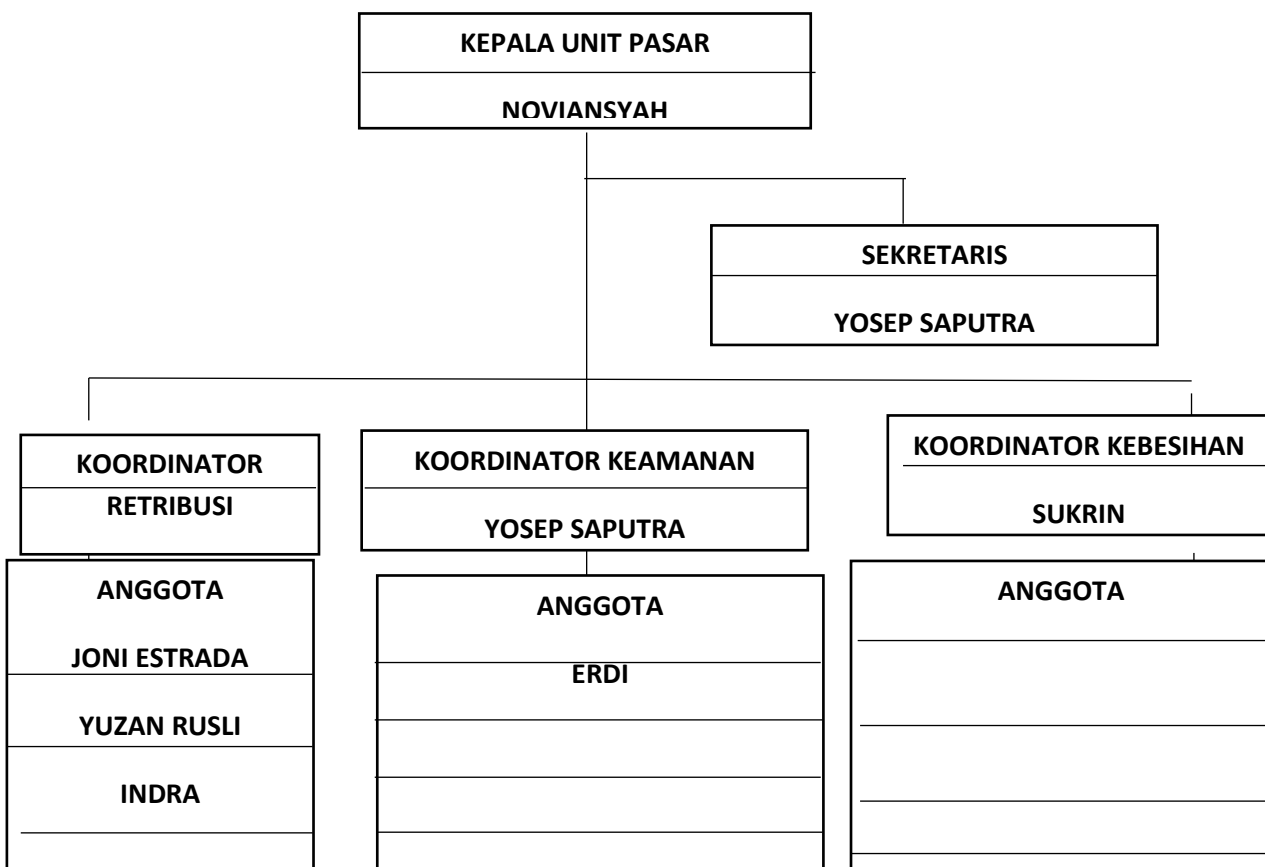 KEPALA UNIT PASAR
NOVIANSYAH
SEKRETARIS
YOSEP SAPUTRA
KOORDINATOR
RETRIBUSI
KOORDINATOR KEAMANAN
YOSEP SAPUTRA
KOORDINATOR KEBESIHAN
SUKRIN
ANGGOTA
JONI ESTRADA
YUZAN RUSLI
INDRA
ANGGOTA
ERDI
ANGGOTA